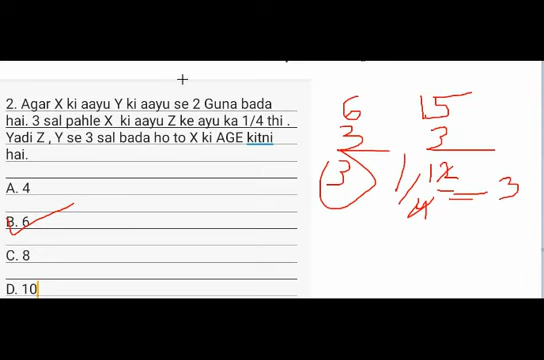 2. Agar X ki aayu Y ki aayu se 2 Guna bada
hai. 3 sal pahle X ki aayu Z ke ayu ka 1/4 thi .
Yadi Z , Y se 3 sal bada ho to X ki AGE kitni
hai.
A. 4
B. 6
C. 8
D. 10
6 15
3 3
3 1/4 12 = 3